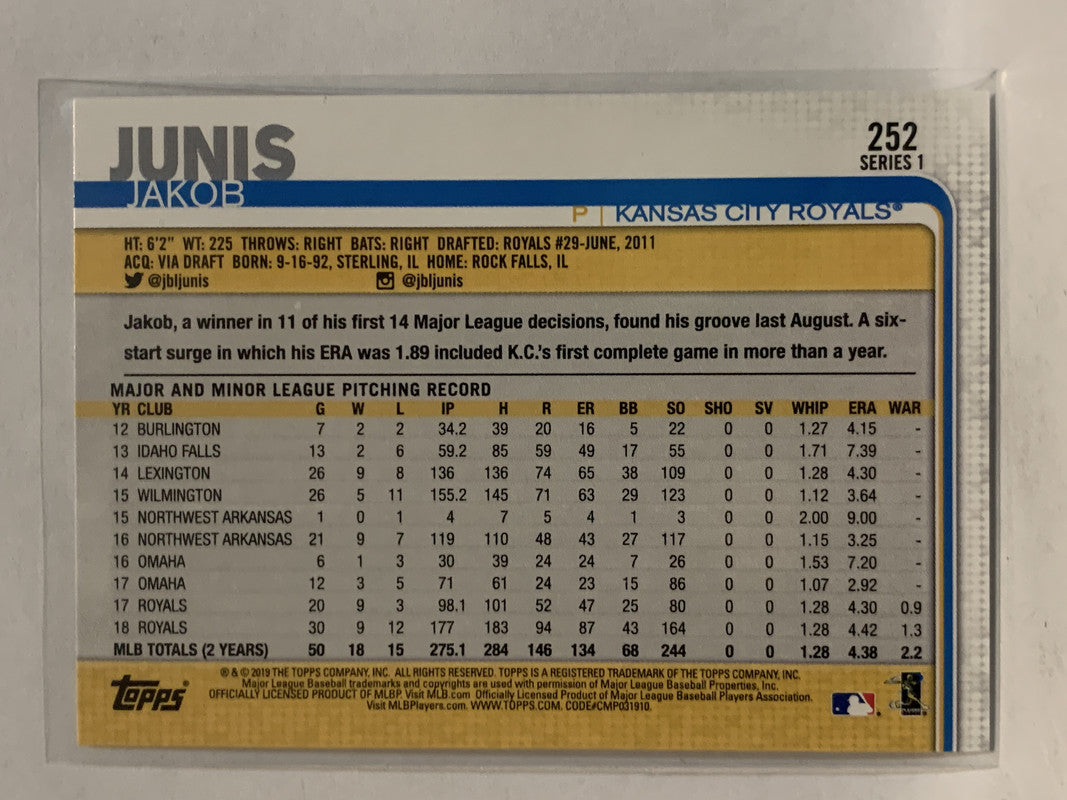 JUNIS
JAKOB
252
SERIES 1
P | KANSAS CITY ROYALS®
HT: 6'2" WT: 225 THROWS: RIGHT BATS: RIGHT DRAFTED: ROYALS #29-JUNE, 2011
ACQ: VIA DRAFT BORN: 9-16-92, STERLING, IL HOME: ROCK FALLS, IL
@jbljunis @jbljunis
Jakob, a winner in 11 of his first 14 Major League decisions, found his groove last August. A six-
start surge in which his ERA was 1.89 included K.C.'s first complete game in more than a year.
MAJOR AND MINOR LEAGUE PITCHING RECORD
YR CLUB G W L IP H R ER BB SO SHO SV WHIP ERA WAR
12 BURLINGTON 7 2 2 34.2 39 20 16 5 22 0 0 1.27 4.15 -
13 IDAHO FALLS 13 2 6 59.2 85 59 49 17 55 0 0 1.71 7.39 -
14 LEXINGTON 26 9 8 136 136 74 65 38 109 0 0 1.28 4.30 -
15 WILMINGTON 26 5 11 155.2 145 71 63 29 123 0 0 1.12 3.64 -
15 NORTHWEST ARKANSAS 1 0 1 4 7 5 4 1 3 0 0 2.00 9.00 -
16 NORTHWEST ARKANSAS 21 9 7 119 110 48 43 27 117 0 0 1.15 3.25 -
16 OMAHA 6 1 3 30 39 24 24 7 26 0 0 1.53 7.20 -
17 OMAHA 12 3 5 71 61 24 23 15 86 0 0 1.07 2.92 -
17 ROYALS 20 9 3 98.1 101 52 47 25 80 0 0 1.28 4.30 0.9
18 ROYALS 30 9 12 177 183 94 87 43 164 0 0 1.28 4.42 1.3
MLB TOTALS (2 YEARS) 50 18 15 275.1 284 146 134 68 244 0 0 1.28 4.38 2.2
Topps®
® & © 2019 THE TOPPS COMPANY, INC. ALL RIGHTS RESERVED. TOPPS IS A REGISTERED TRADEMARK OF THE TOPPS COMPANY, INC.
Major League Baseball trademarks and copyrights are used with permission of Major League Baseball Properties, Inc.
OFFICIALLY LICENSED PRODUCT OF MLBP. Visit MLB.com Officially Licensed Product of Major League Baseball Players Association.
Visit MLBPlayers.com. WWW.TOPPS.COM. CODE#CMP031910.